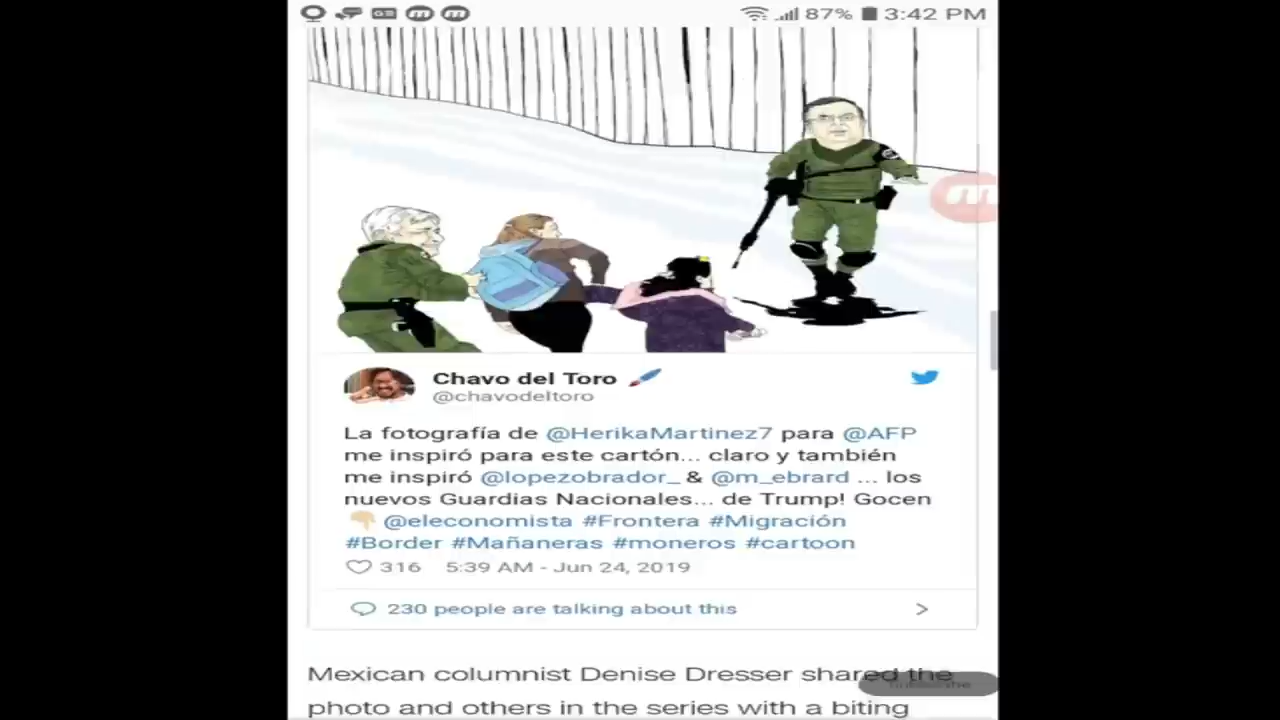 87% 3:42 PM
Chavo del Toro
@chavodeltoro
La fotografía de @HerikaMartinez7 para @AFP
me inspiró para este cartón... claro y también
me inspiró @lopezobrador_ & @m_ebrard ... los
nuevos Guardias Nacionales... de Trump! Gocen
@eleconomista #Frontera #Migración
#Border #Mañaneras #moneros #cartoon
316 5:39 AM - Jun 24, 2019
230 people are talking about this
Mexican columnist Denise Dresser shared the
photo and others in the series with a biting